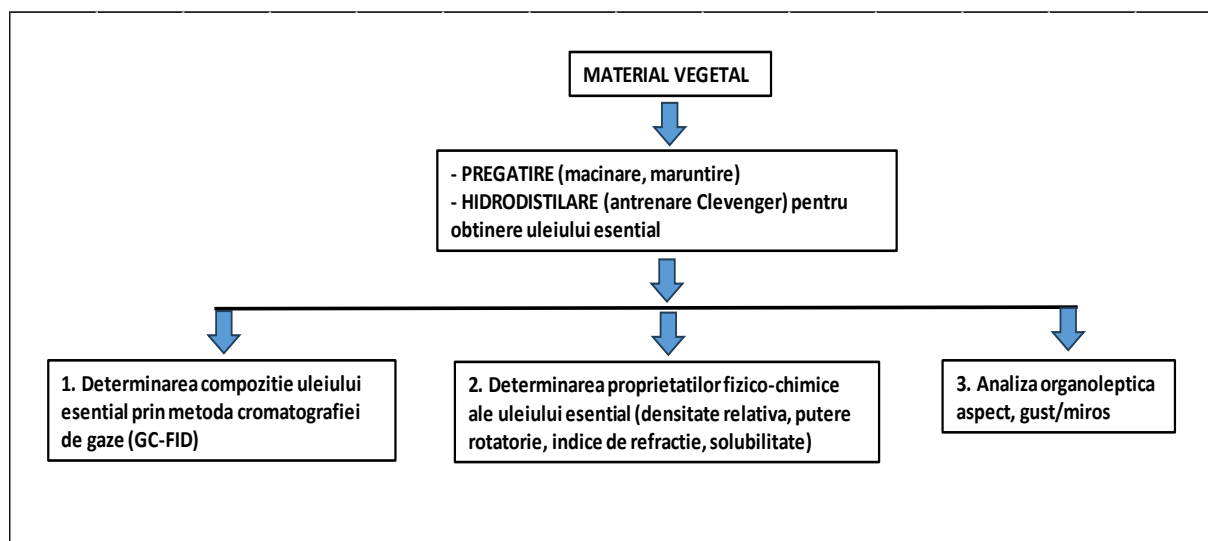 MATERIAL VEGETAL
- PREGATIRE (macinare, maruntire)
- HIDRODISTILARE (antrenare Clevenger) pentru
obtinere uleiului esential
1. Determinarea compozitie uleiului
esential prin metoda cromatografiei
de gaze (GC-FID)
2. Determinarea proprietatilor fizico-chimice
ale uleiului esential (densitate relativa, putere
rotatorie, indice de refractie, solubilitate)
3. Analiza organoleptica
aspect, gust/miros